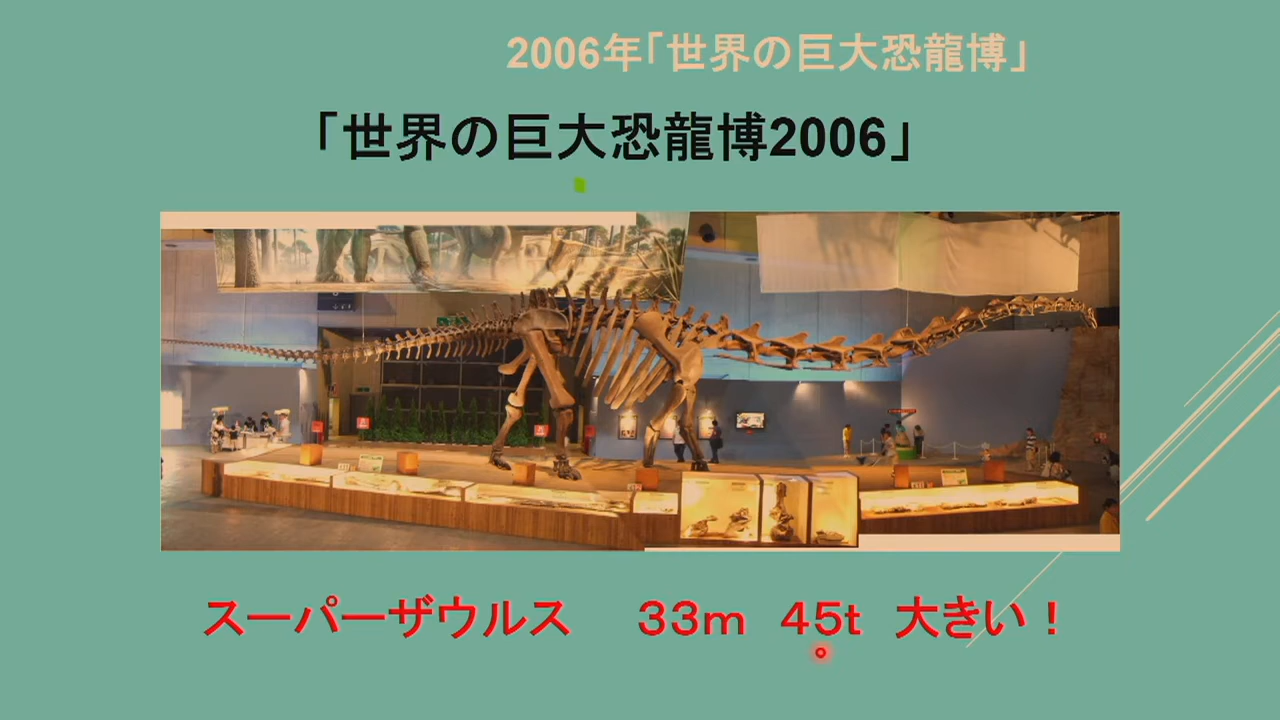 2006年「世界の巨大恐龍博」
「世界の巨大恐龍博2006」
スーパーザウルス　33m　45t　大きい！